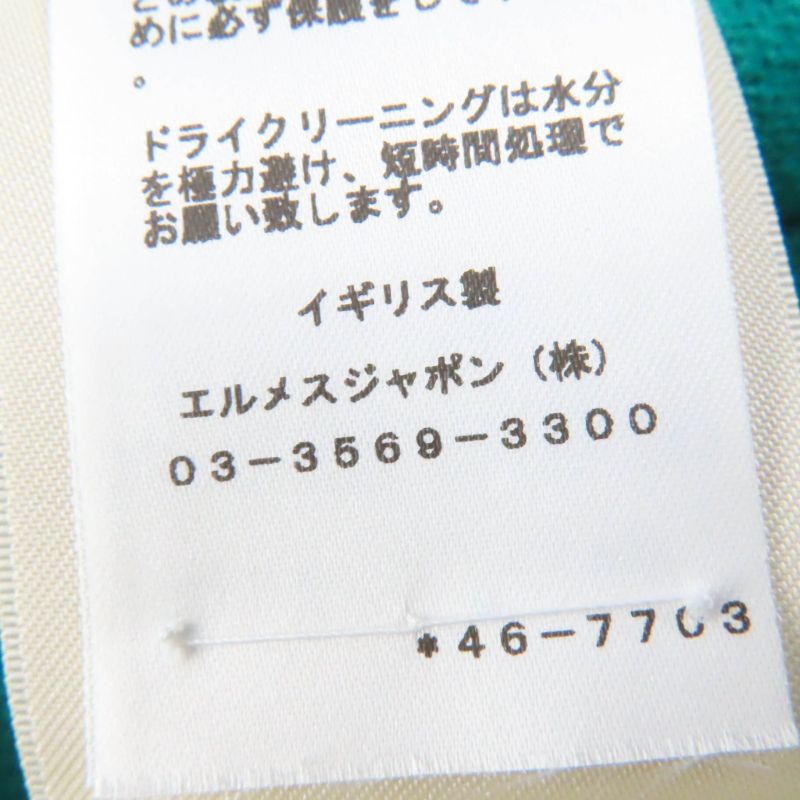 めに必ず保護をして
。
ドライクリーニングは水分
を極力避け、短時間処理で
お願い致します。
イギリス製
エルメスジャポン（株）
03-3569-3300
*46-7703